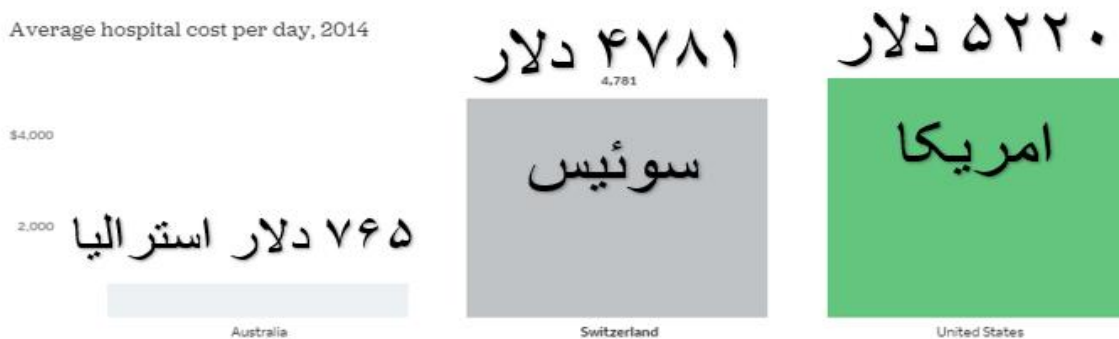 Average hospital cost per day, 2014
۵۲۲۰ دلار
۴۷۸۱ دلار
4,781
امریکا
سوئیس
$4,000
2,000
۷۶۵ دلار استرالیا
Australia
Switzerland
United States